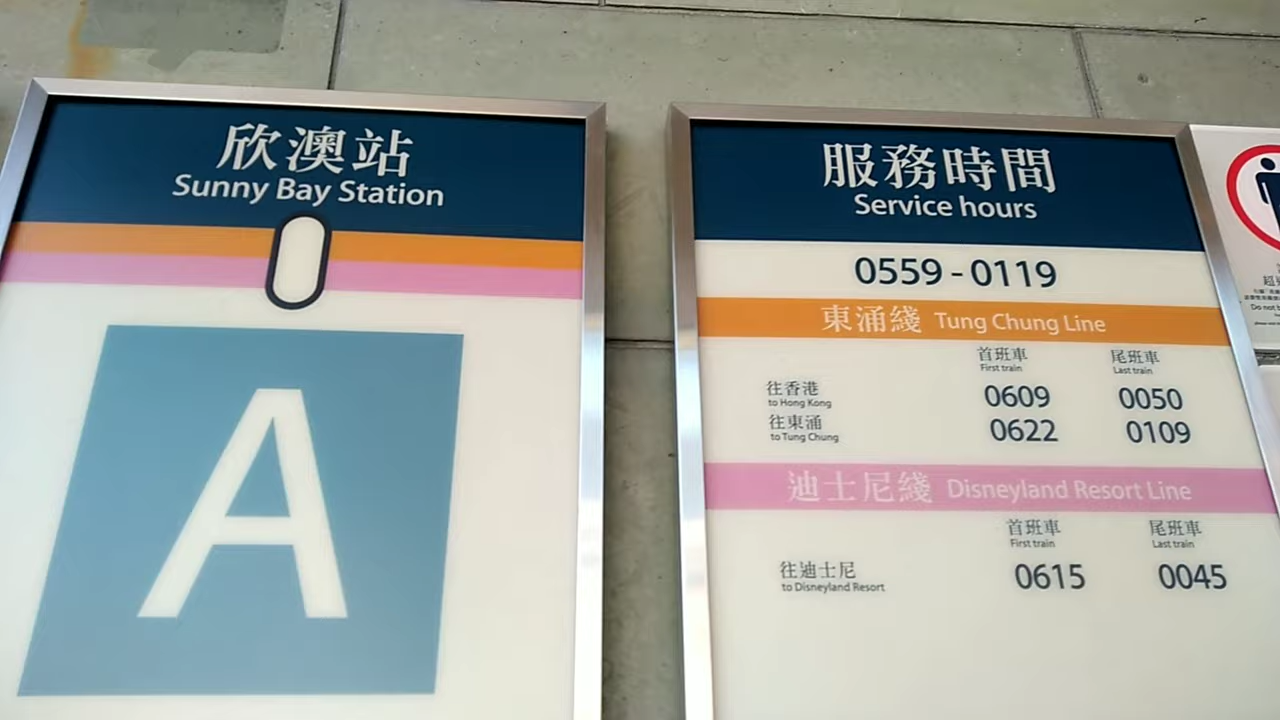 欣澳站
Sunny Bay Station
A
服務時間
Service hours
0559 - 0119
東涌綫 Tung Chung Line
首班車 尾班車
First train Last train
往香港 0609 0050
to Hong Kong
往東涌 0622 0109
to Tung Chung
迪士尼綫 Disneyland Resort Line
首班車 尾班車
First train Last train
往迪士尼 0615 0045
to Disneyland Resort